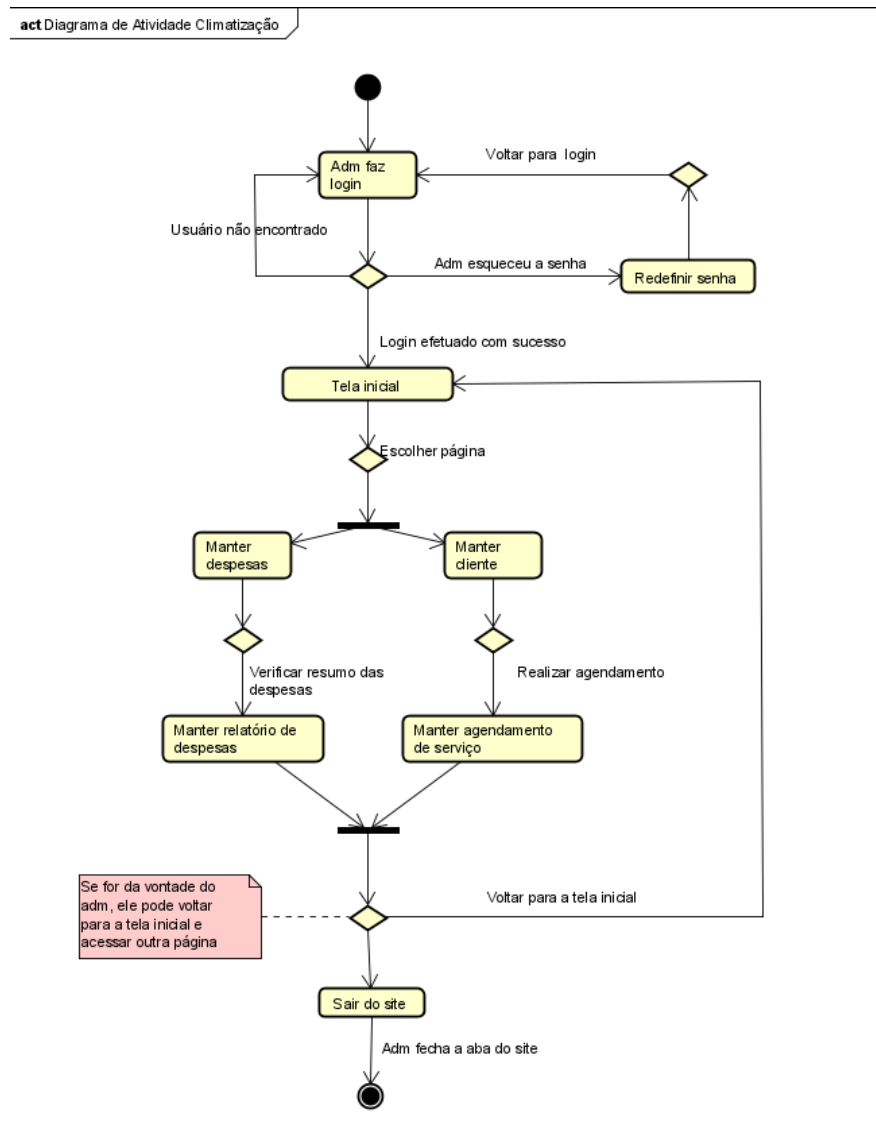 act Diagrama de Atividade Climatização
Adm faz
login
Voltar para login
Usuário não encontrado
Adm esqueceu a senha
Redefinir senha
Login efetuado com sucesso
Tela inicial
Escolher página
Manter
despesas
Manter
cliente
Verificar resumo das
despesas
Realizar agendamento
Manter relatório de
despesas
Manter agendamento
de serviço
Se for da vontade do
adm, ele pode voltar
para a tela inicial e
acessar outra página
Voltar para a tela inicial
Sair do site
Adm fecha a aba do site